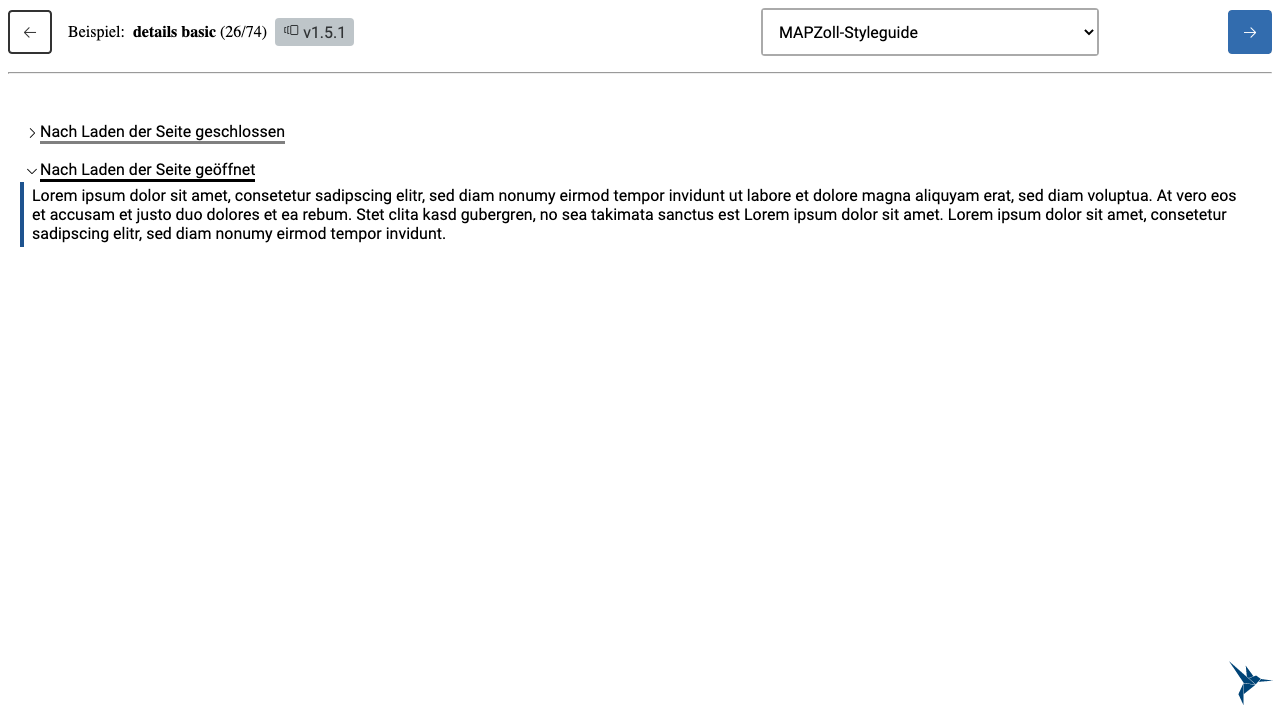 Beispiel: details basic (26/74) v1.5.1 MAPZoll-Styleguide
Nach Laden der Seite geschlossen
Nach Laden der Seite geöffnet
Lorem ipsum dolor sit amet, consetetur sadipscing elitr, sed diam nonumy eirmod tempor invidunt ut labore et dolore magna aliquyam erat, sed diam voluptua. At vero eos
et accusam et justo duo dolores et ea rebum. Stet clita kasd gubergren, no sea takimata sanctus est Lorem ipsum dolor sit amet. Lorem ipsum dolor sit amet, consetetur
sadipscing elitr, sed diam nonumy eirmod tempor invidunt.